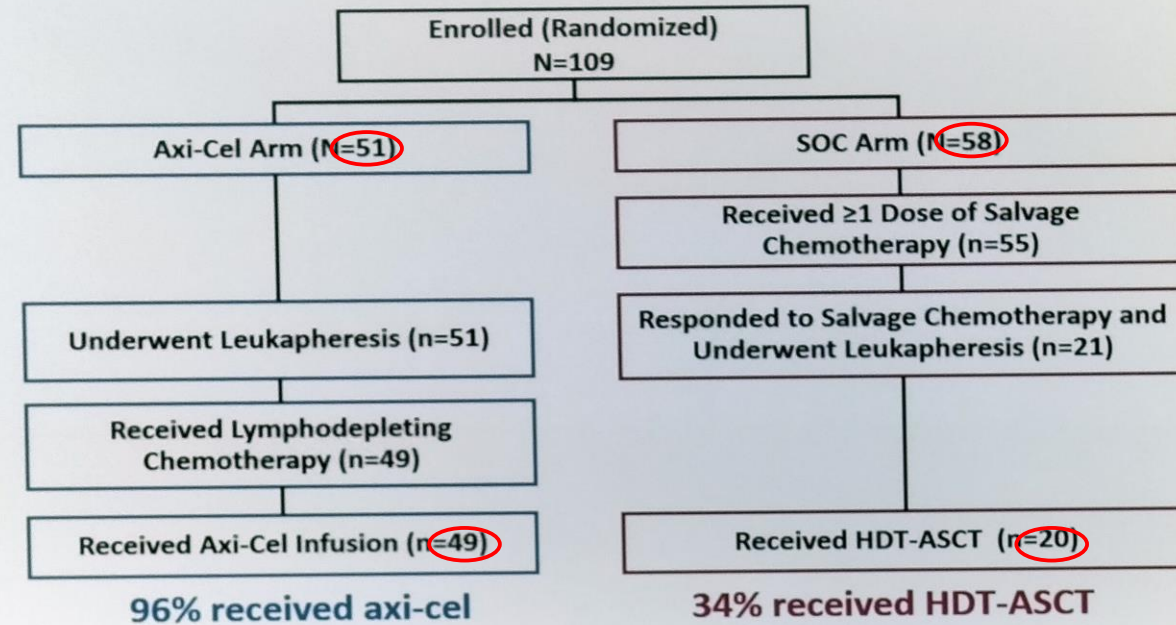 Enrolled (Randomized)
N=109
Axi-Cel Arm (N=51)
SOC Arm (N=58)
Received ≥1 Dose of Salvage
Chemotherapy (n=55)
Underwent Leukapheresis (n=51)
Responded to Salvage Chemotherapy and
Underwent Leukapheresis (n=21)
Received Lymphodepleting
Chemotherapy (n=49)
Received Axi-Cel Infusion (n=49)
Received HDT-ASCT (n=20)
96% received axi-cel
34% received HDT-ASCT